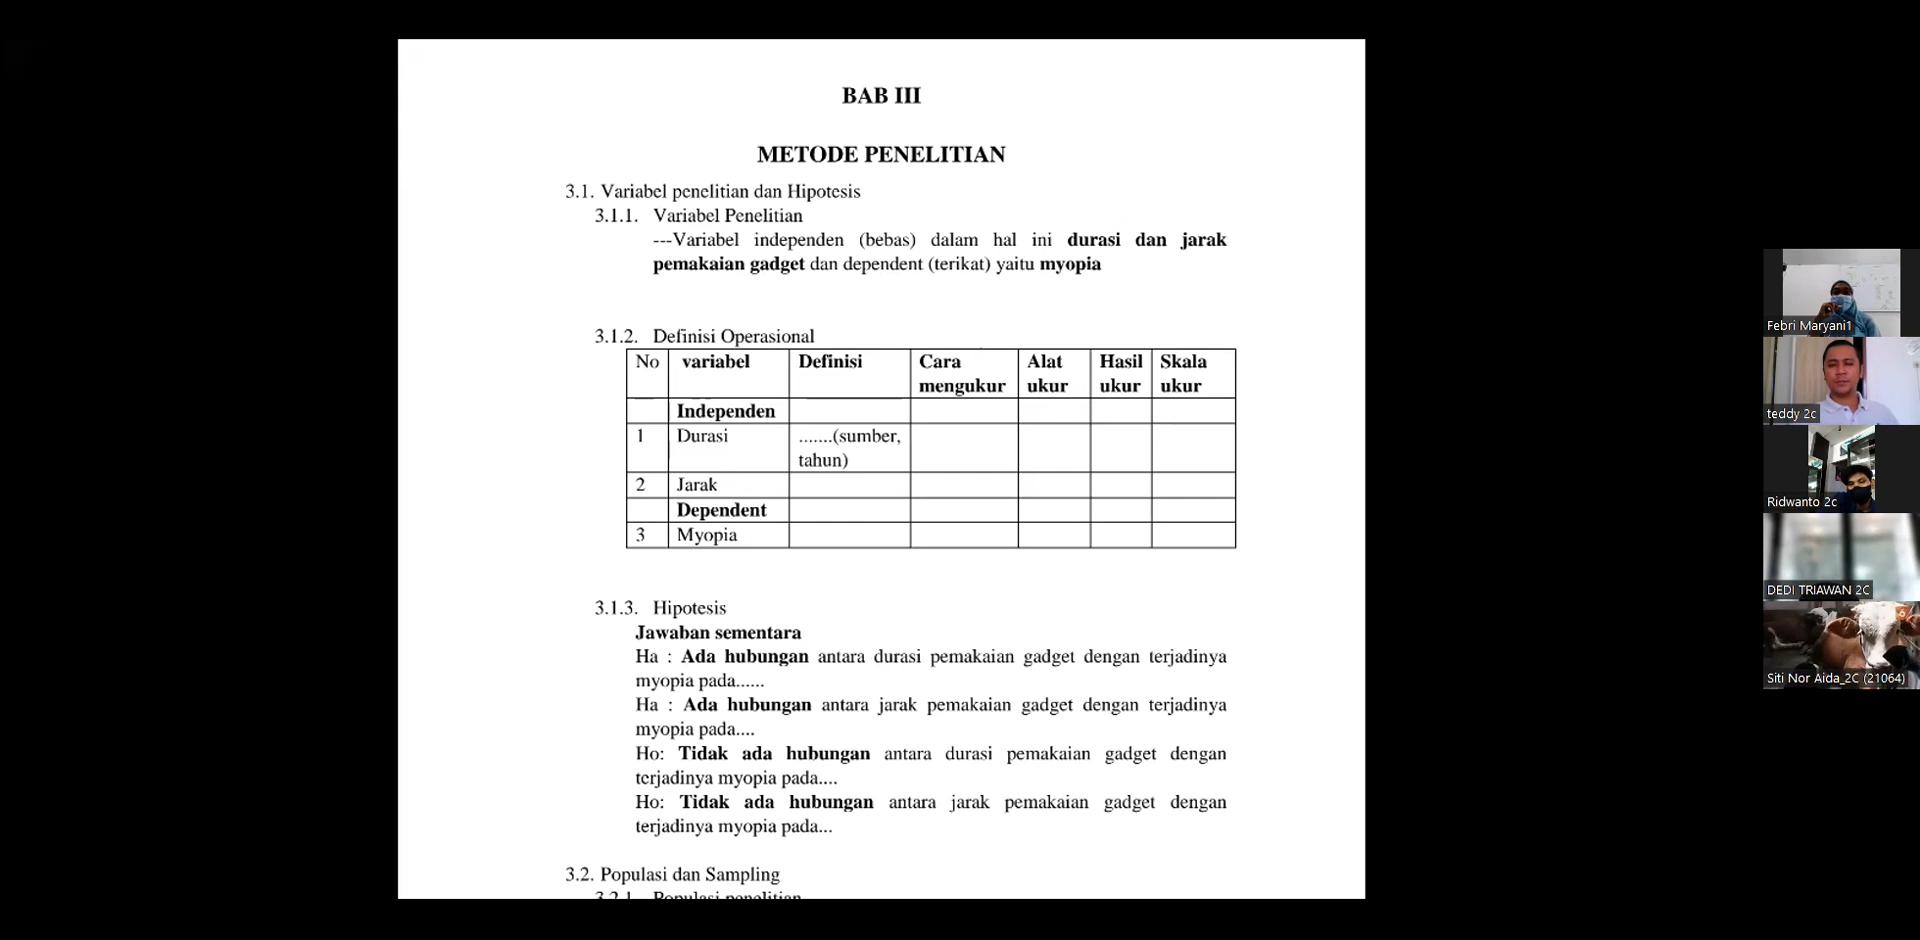 BAB III
METODE PENELITIAN
3.1. Variabel penelitian dan Hipotesis
3.1.1. Variabel Penelitian
---Variabel independen (bebas) dalam hal ini durasi dan jarak
pemakaian gadget dan dependent (terikat) yaitu myopia
3.1.2. Definisi Operasional
No variabel Definisi Cara mengukur Alat ukur Hasil ukur Skala ukur
Independen
1 Durasi .......(sumber, tahun)
2 Jarak
Dependent
3 Myopia
3.1.3. Hipotesis
Jawaban sementara
Ha : Ada hubungan antara durasi pemakaian gadget dengan terjadinya
myopia pada......
Ha : Ada hubungan antara jarak pemakaian gadget dengan terjadinya
myopia pada....
Ho: Tidak ada hubungan antara durasi pemakaian gadget dengan
terjadinya myopia pada....
Ho: Tidak ada hubungan antara jarak pemakaian gadget dengan
terjadinya myopia pada...
3.2. Populasi dan Sampling
3.2.1 Populasi penelitian
Febri Maryani1
teddy 2c
Ridwanto 2c
DEDI TRIAWAN 2C
Siti Nor Aida_2C (21064)